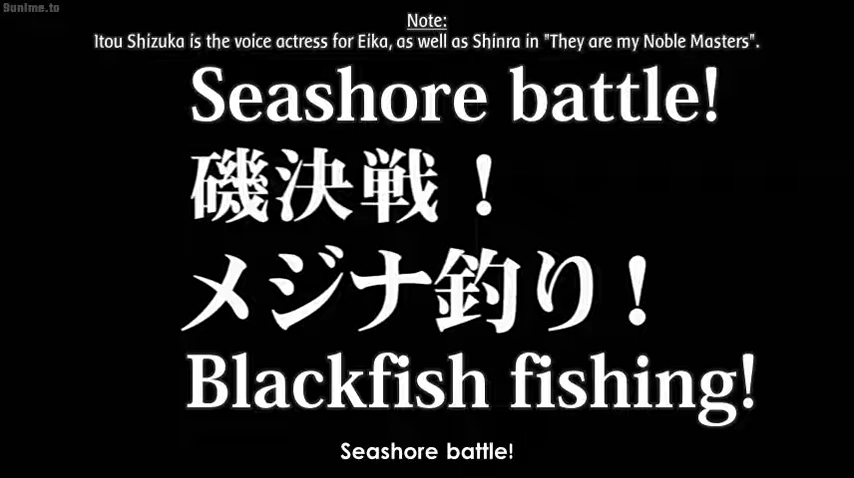 9unime.to
Note:
Itou Shizuka is the voice actress for Eika, as well as Shinra in "They are my Noble Masters".
Seashore battle!
磯決戦！
メジナ釣り！
Blackfish fishing!
Seashore battle!